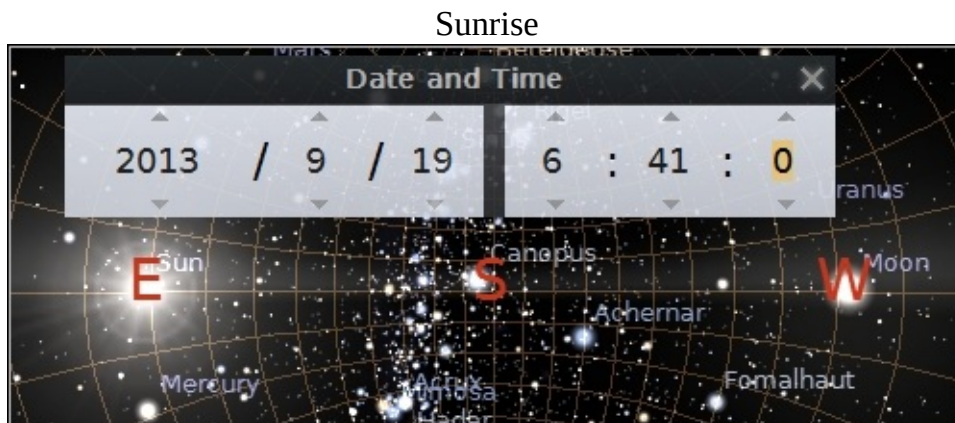 Sunrise
Mars Betelgeuse
Date and Time
Rigel
2013 / 9 / 19 6 : 41 : 0
Uranus
E Sun Canopus S W Moon
Achernar
Mercury Acrux Fomalhaut
Mimosa
Hadar